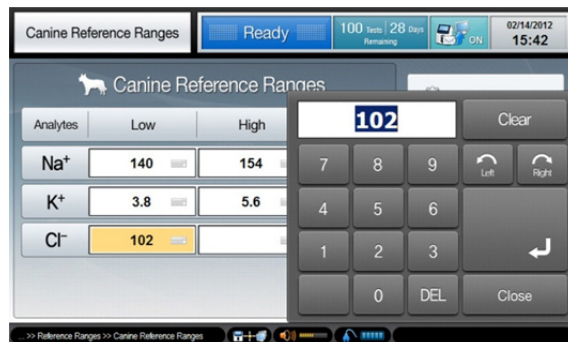 Canine Reference Ranges
Ready
100 Tests 28 Days
Remaining
ON
02/14/2012
15:42
Canine Reference Ranges
Analytes Low High
Na+ 140 154
K+ 3.8 5.6
Cl− 102
102 Clear
7 8 9 Left Right
4 5 6
1 2 3
0 DEL Close
... >> Reference Ranges >> Canine Reference Ranges